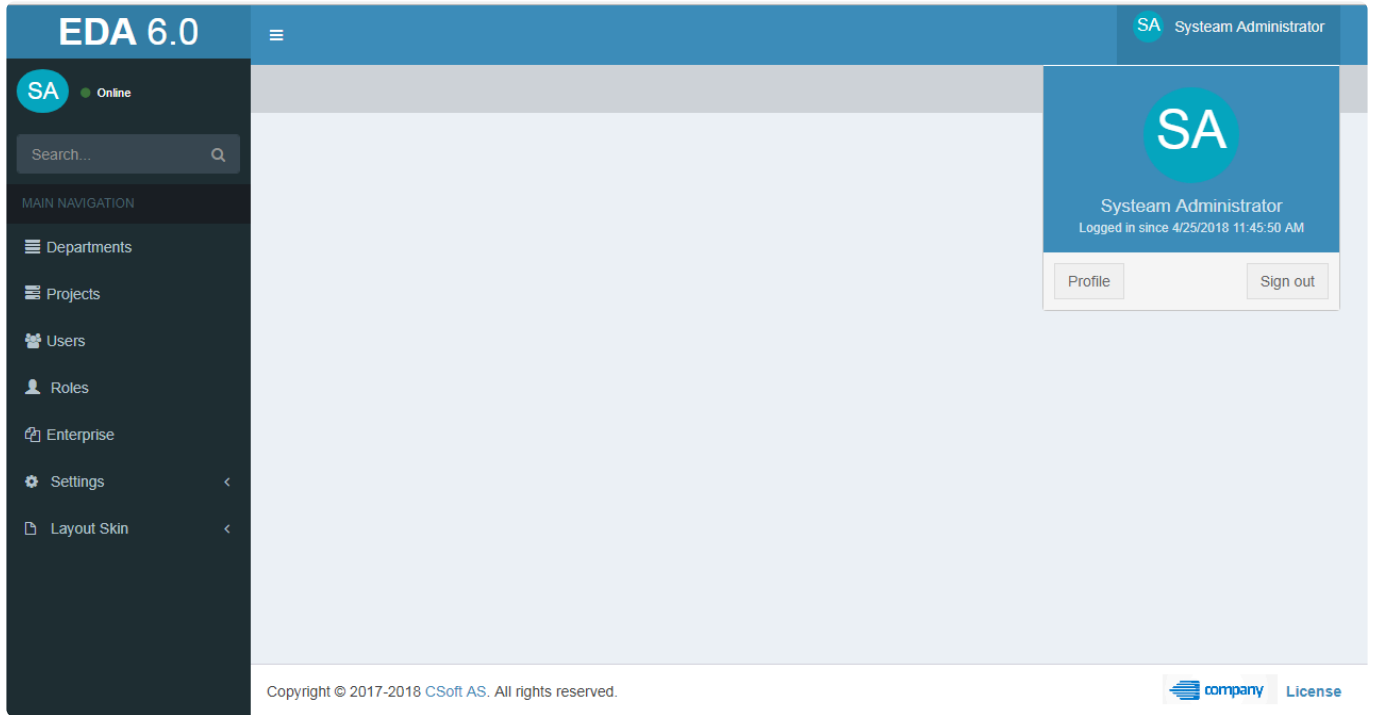 EDA 6.0
SA Systeam Administrator
SA Online
Search...
MAIN NAVIGATION
Departments
Projects
Users
Roles
Enterprise
Settings
Layout Skin
SA
Systeam Administrator
Logged in since 4/25/2018 11:45:50 AM
Profile Sign out
Copyright © 2017-2018 CSoft AS. All rights reserved.
company License